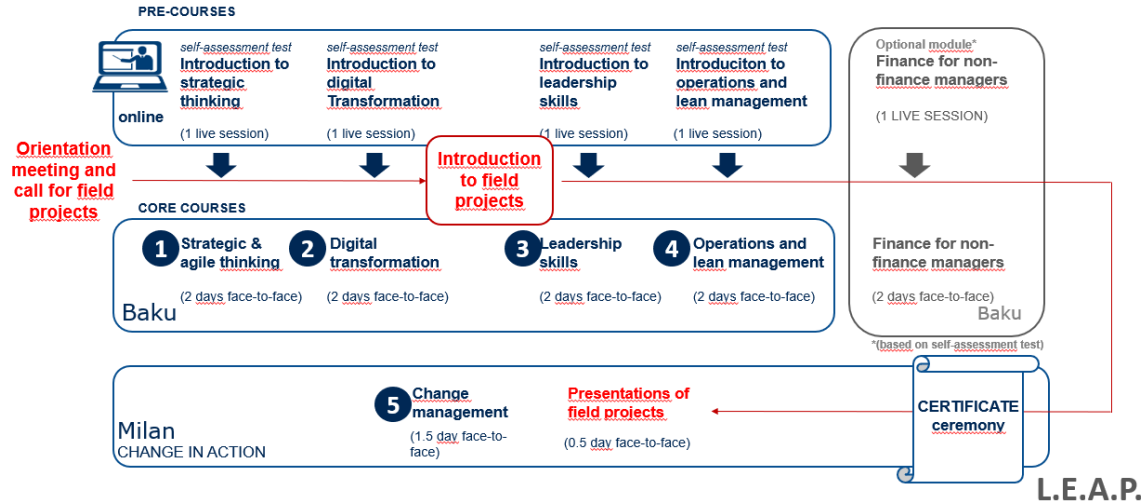 PRE-COURSES
online
self-assessment test
Introduction to
strategic
thinking
(1 live session)
self-assessment test
Introduction to
digital
Transformation
(1 live session)
self-assessment test
Introduction to
leadership
skills
(1 live session)
self-assessment test
Introduciton to
operations and
lean management
(1 live session)
Optional module*
Finance for non-
finance managers
(1 LIVE SESSION)
Orientation
meeting and
call for field
projects
Introduction
to field
projects
CORE COURSES
1
Strategic &
agile thinking
(2 days face-to-face)
2
Digital
transformation
(2 days face-to-face)
3
Leadership
skills
(2 days face-to-face)
4
Operations and
lean management
(2 days face-to-face)
Baku
Finance for non-
finance managers
(2 days face-to-face)
Baku
*(based on self-assessment test)
Milan
CHANGE IN ACTION
5
Change
management
(1.5 day face-to-
face)
Presentations of
field projects
(0.5 day face-to-face)
CERTIFICATE
ceremony
L.E.A.P.